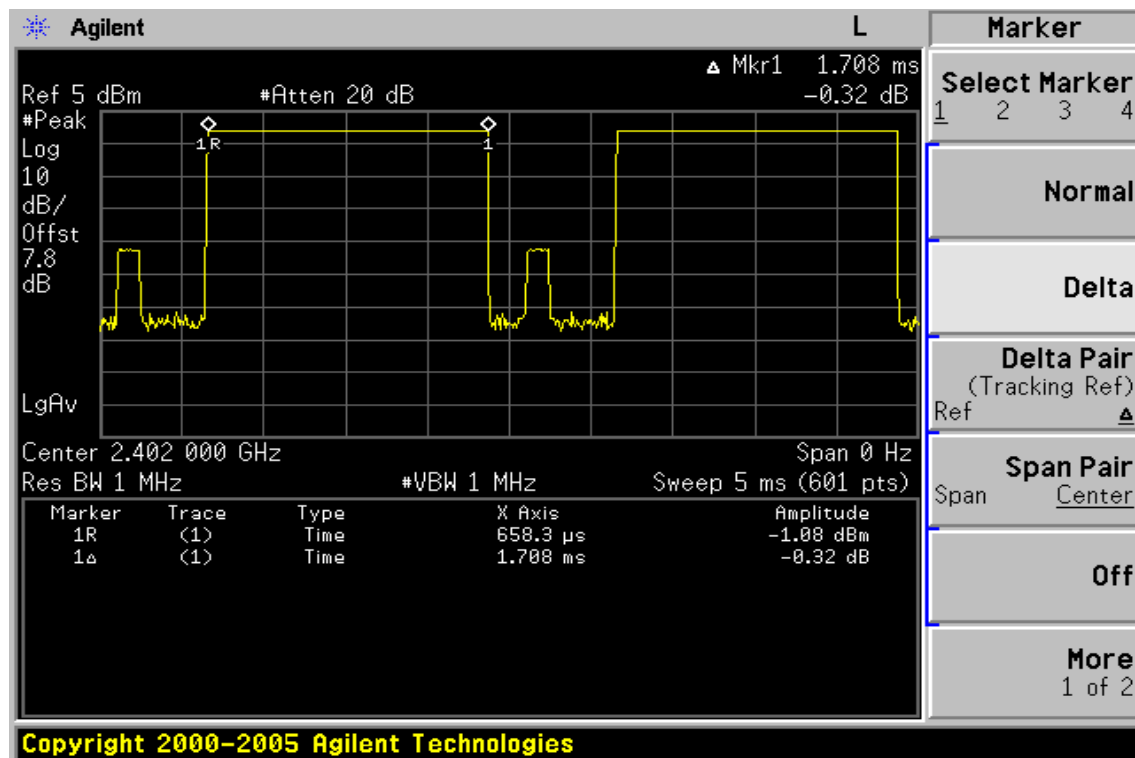 Agilent L
Marker
▵ Mkr1 1.708 ms
Ref 5 dBm #Atten 20 dB −0.32 dB
#Peak
Log
10
dB/
Offst
7.8
dB
1R
1
LgAv
Center 2.402 000 GHz Span 0 Hz
Res BW 1 MHz #VBW 1 MHz Sweep 5 ms (601 pts)
Marker Trace Type X Axis Amplitude
1R (1) Time 658.3 µs −1.08 dBm
1▵ (1) Time 1.708 ms −0.32 dB
Select Marker
1 2 3 4
Normal
Delta
Delta Pair
(Tracking Ref)
Ref ▵
Span Pair
Span Center
Off
More
1 of 2
Copyright 2000–2005 Agilent Technologies